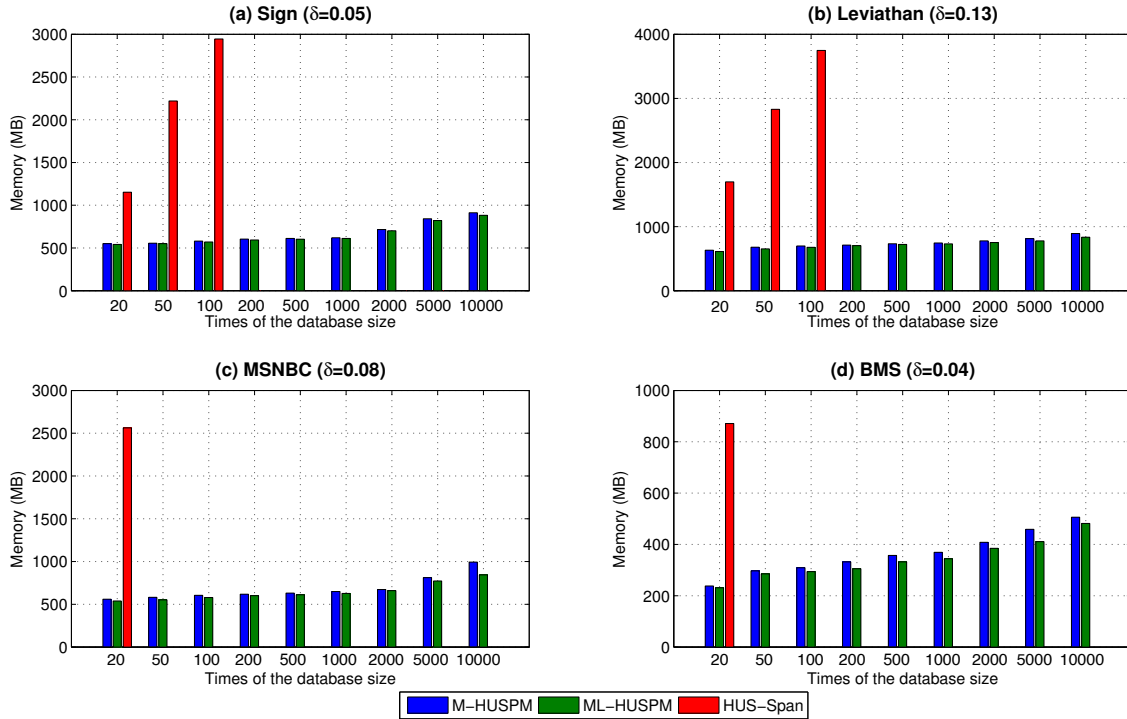 (a) Sign (δ=0.05)
3000
2500
2000
1500
1000
500
0
Memory (MB)
20 50 100 200 500 1000 2000 5000 10000
Times of the database size
(b) Leviathan (δ=0.13)
4000
3000
2000
1000
0
Memory (MB)
20 50 100 200 500 1000 2000 5000 10000
Times of the database size
(c) MSNBC (δ=0.08)
3000
2500
2000
1500
1000
500
0
Memory (MB)
20 50 100 200 500 1000 2000 5000 10000
Times of the database size
(d) BMS (δ=0.04)
1000
800
600
400
200
0
Memory (MB)
20 50 100 200 500 1000 2000 5000 10000
Times of the database size
M−HUSPM ML−HUSPM HUS−Span